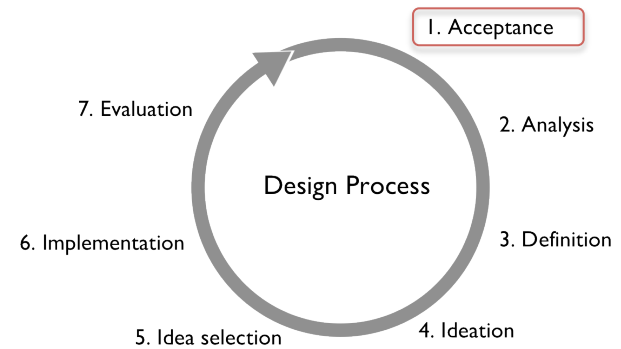 1. Acceptance
2. Analysis
3. Definition
4. Ideation
5. Idea selection
6. Implementation
7. Evaluation
Design Process